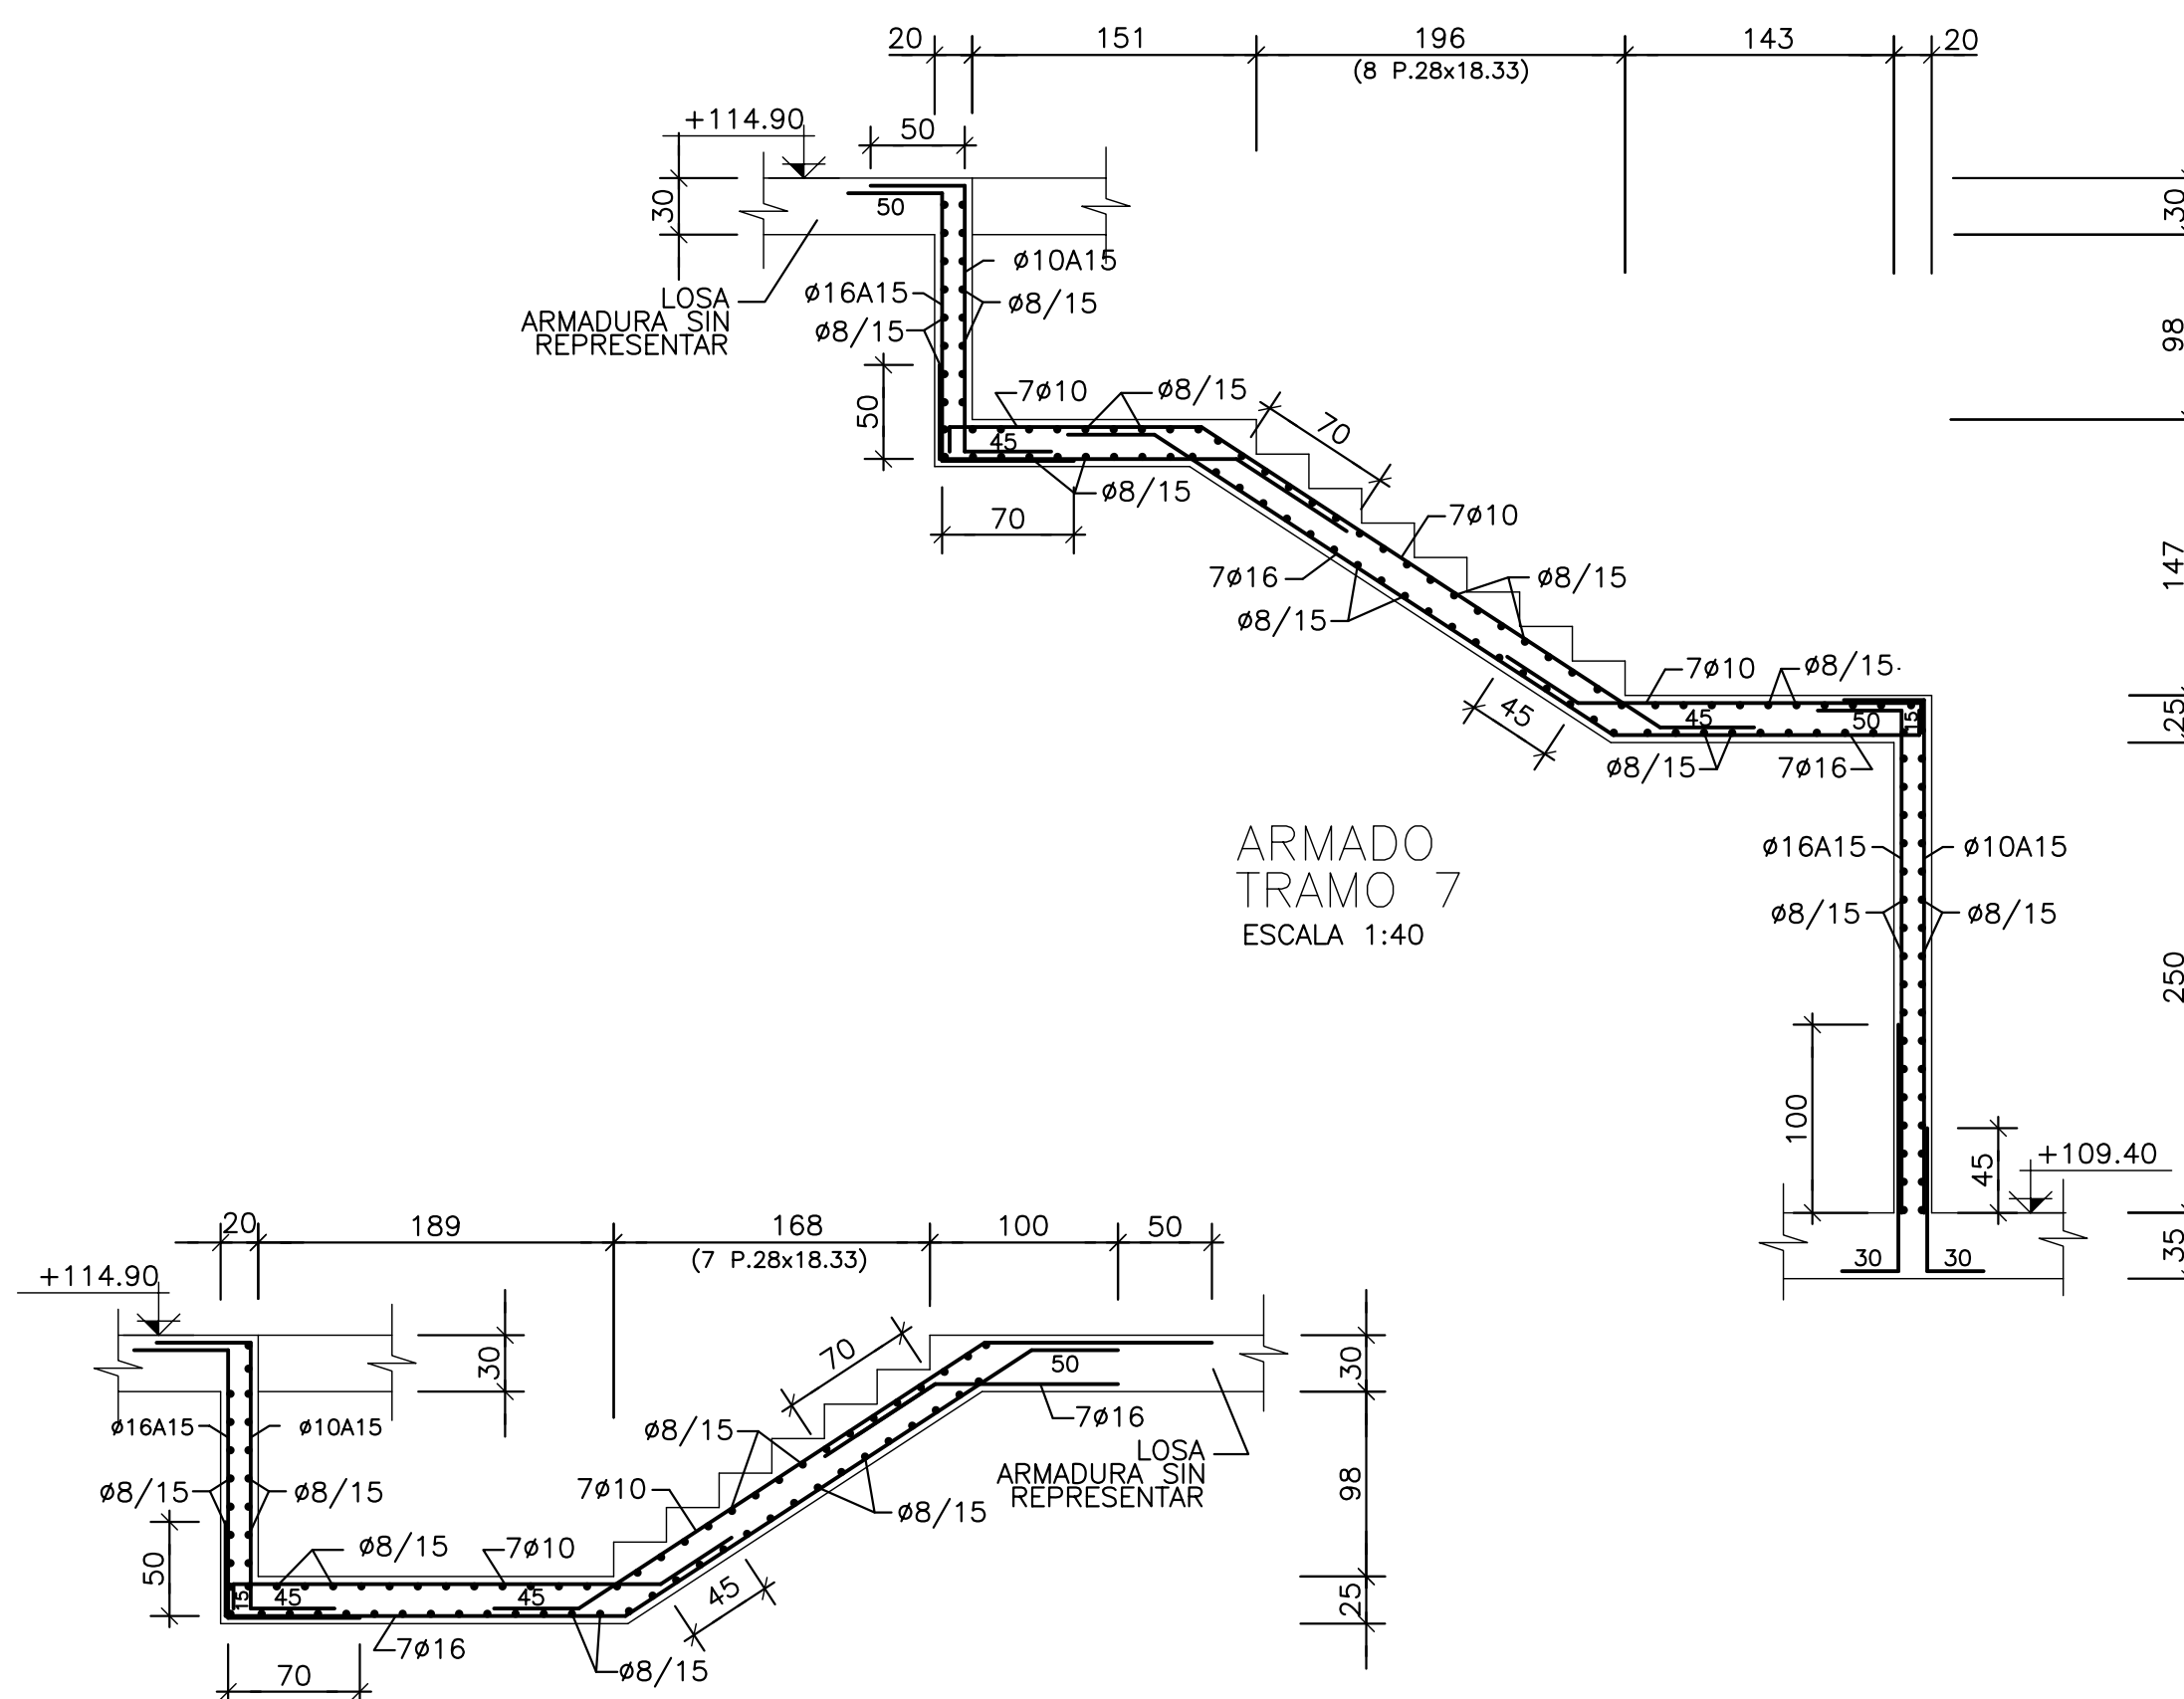 20 151 196 143 20
(8 P.28x18.33)
+114.90
50
30
50
30
ø10A15
ø16A15
ø8/15
LOSA
ARMADURA SIN
REPRESENTAR
ø8/15
98
50
7ø10
ø8/15
70
45
ø8/15
70
7ø10
7ø16
ø8/15
147
ø8/15
7ø10
ø8/15
45
45
50
15
25
ø8/15
7ø16
ARMADO
TRAMO 7
ESCALA 1:40
ø16A15
ø10A15
ø8/15
ø8/15
250
100
45
+109.40
30
30
35
20 189 168 100 50
(7 P.28x18.33)
+114.90
30
70
50
30
7ø16
ø16A15
ø10A15
ø8/15
LOSA
ARMADURA SIN
REPRESENTAR
98
ø8/15
ø8/15
7ø10
ø8/15
ø8/15
7ø10
50
15
45
45
45
25
7ø16
ø8/15
70